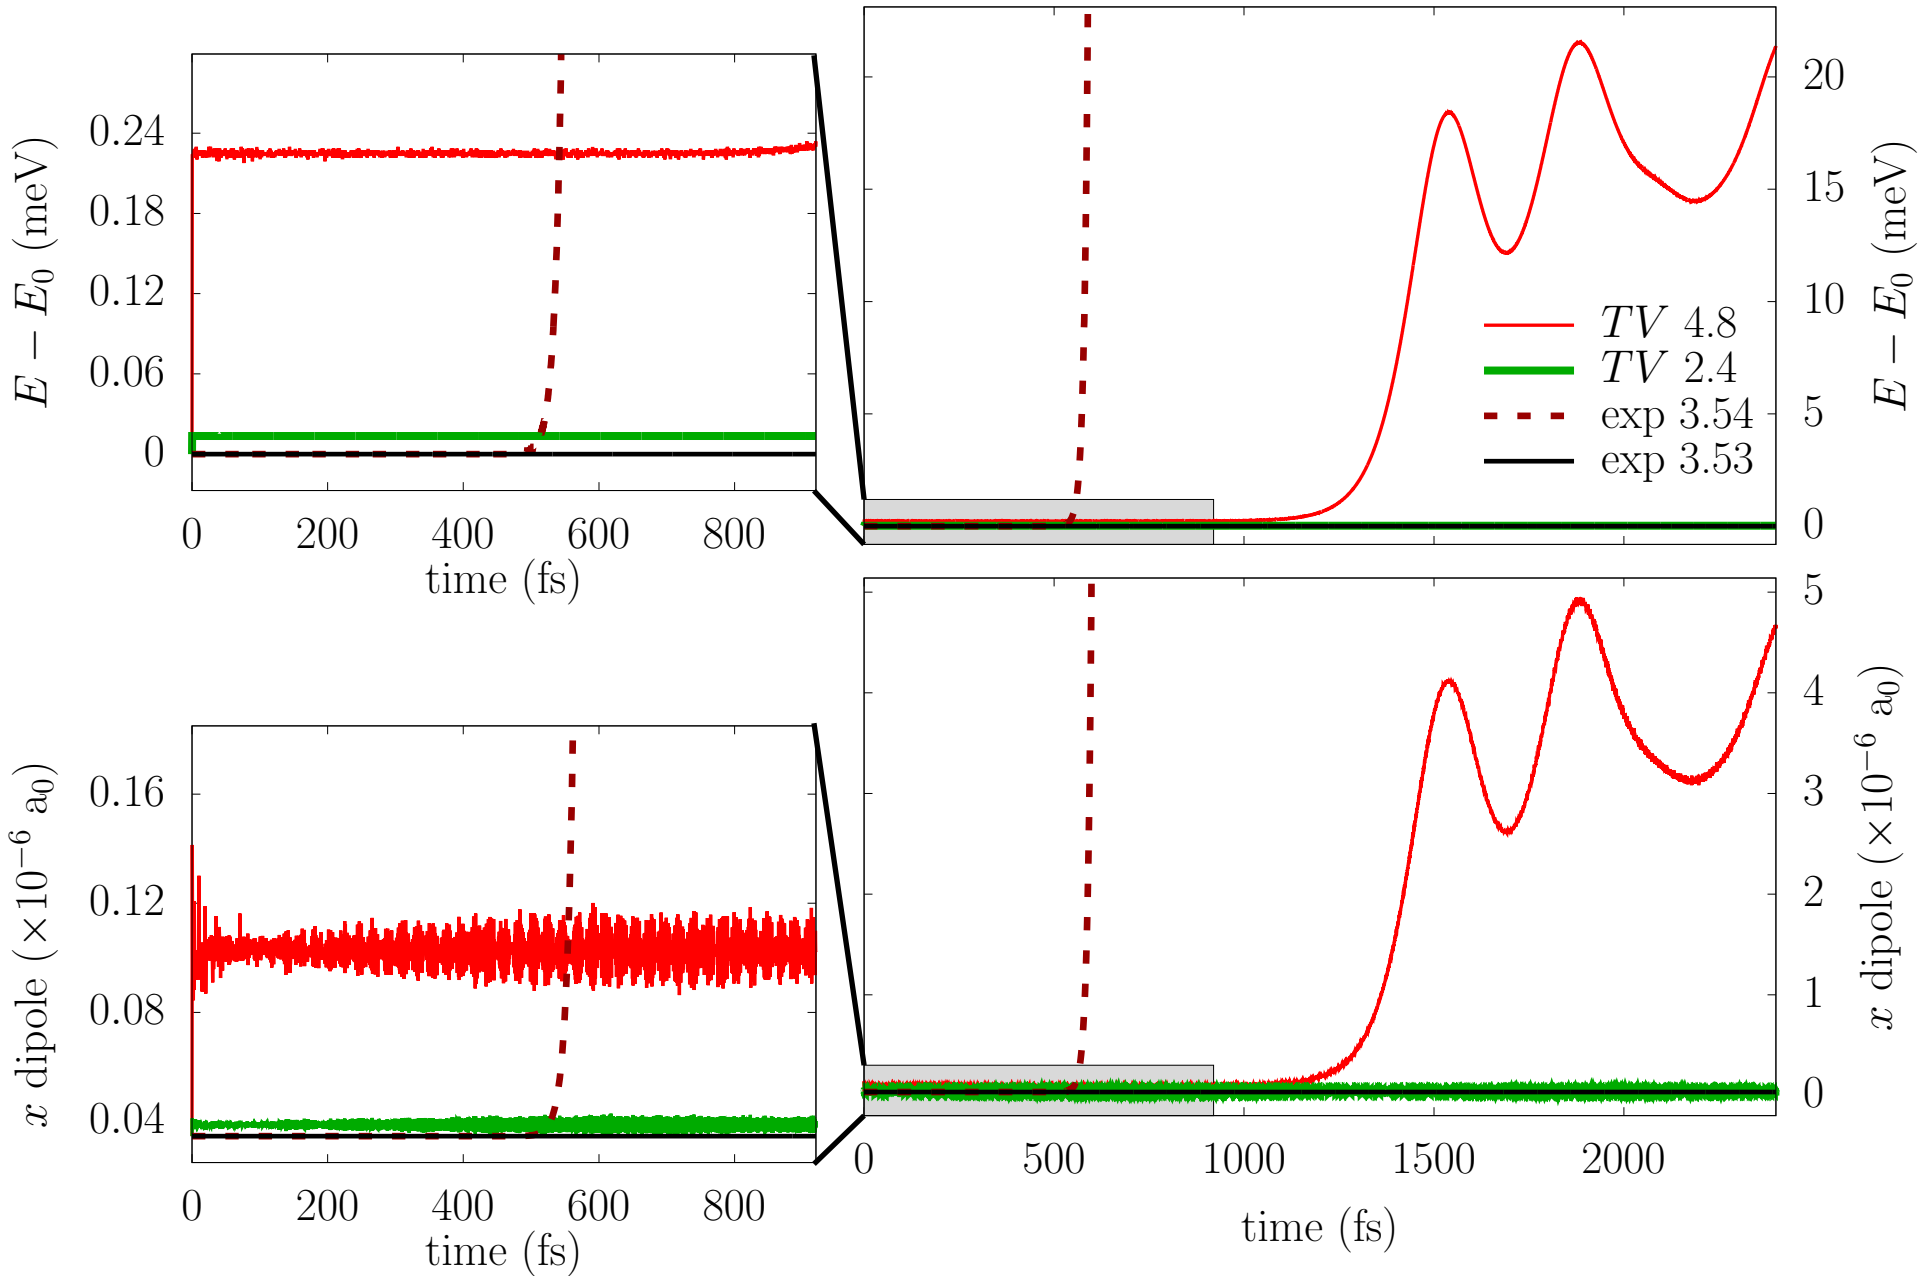 E − E₀ (meV)
0.24
0.18
0.12
0.06
0
0 200 400 600 800
time (fs)
20
15
10
5
0
E − E₀ (meV)
TV 4.8
TV 2.4
exp 3.54
exp 3.53
x dipole (×10⁻⁶ a₀)
0.16
0.12
0.08
0.04
0 200 400 600 800
time (fs)
5
4
3
2
1
0
x dipole (×10⁻⁶ a₀)
0 500 1000 1500 2000
time (fs)